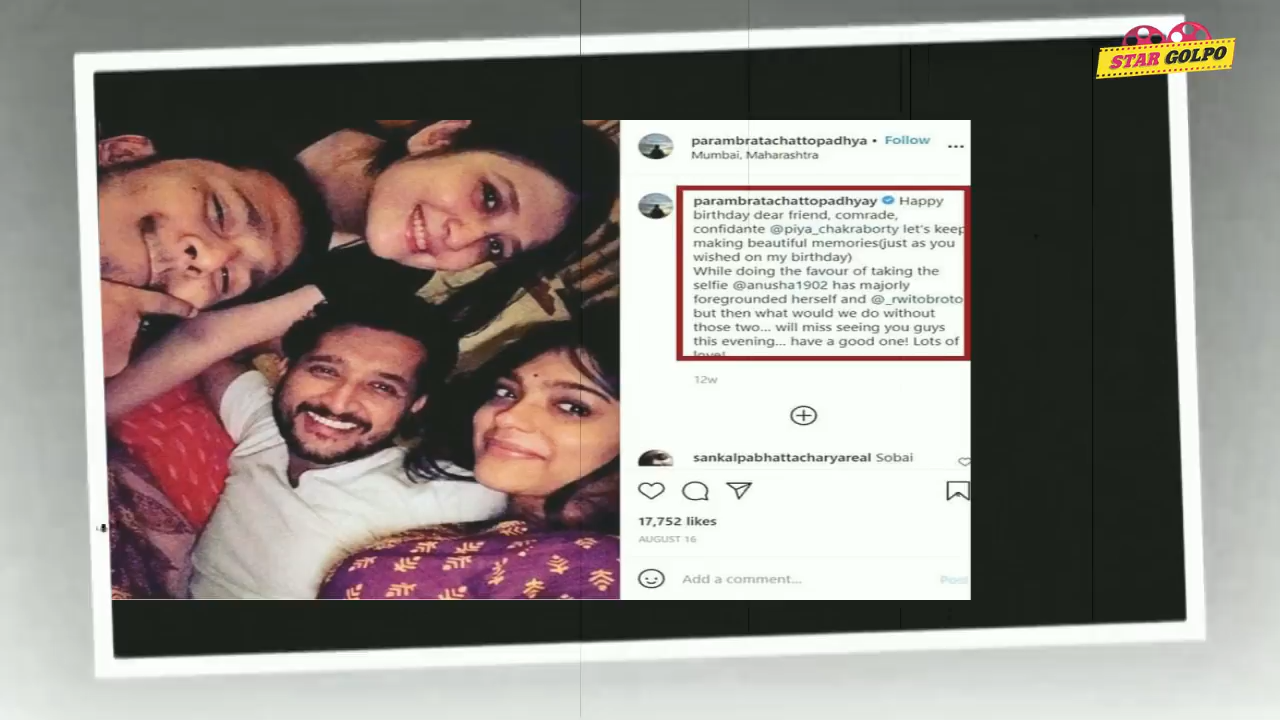 STAR GOLPO
parambratachattopadhya • Follow
Mumbai, Maharashtra
parambratachattopadhyay Happy
birthday dear friend, comrade,
confidante @piya_chakraborty let's keep
making beautiful memories(just as you
wished on my birthday)
While doing the favour of taking the
selfie @anusha1902 has majorly
foregrounded herself and @_rwitobroto
but then what would we do without
those two... will miss seeing you guys
this evening... have a good one! Lots of
love!
12w
sankalpabhattacharyareal Sobai
17,752 likes
AUGUST 16
Add a comment...
Post